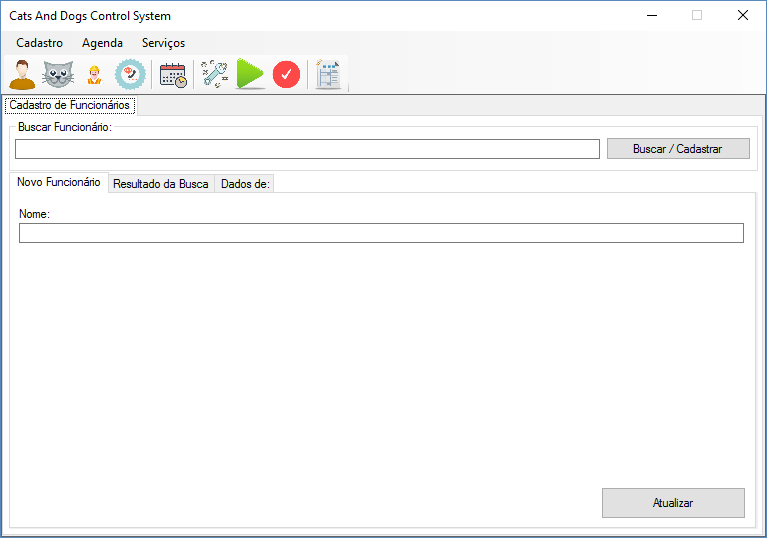 Cats And Dogs Control System
Cadastro Agenda Serviços
Cadastro de Funcionários
Buscar Funcionário:
Buscar / Cadastrar
Novo Funcionário Resultado da Busca Dados de:
Nome:
Atualizar